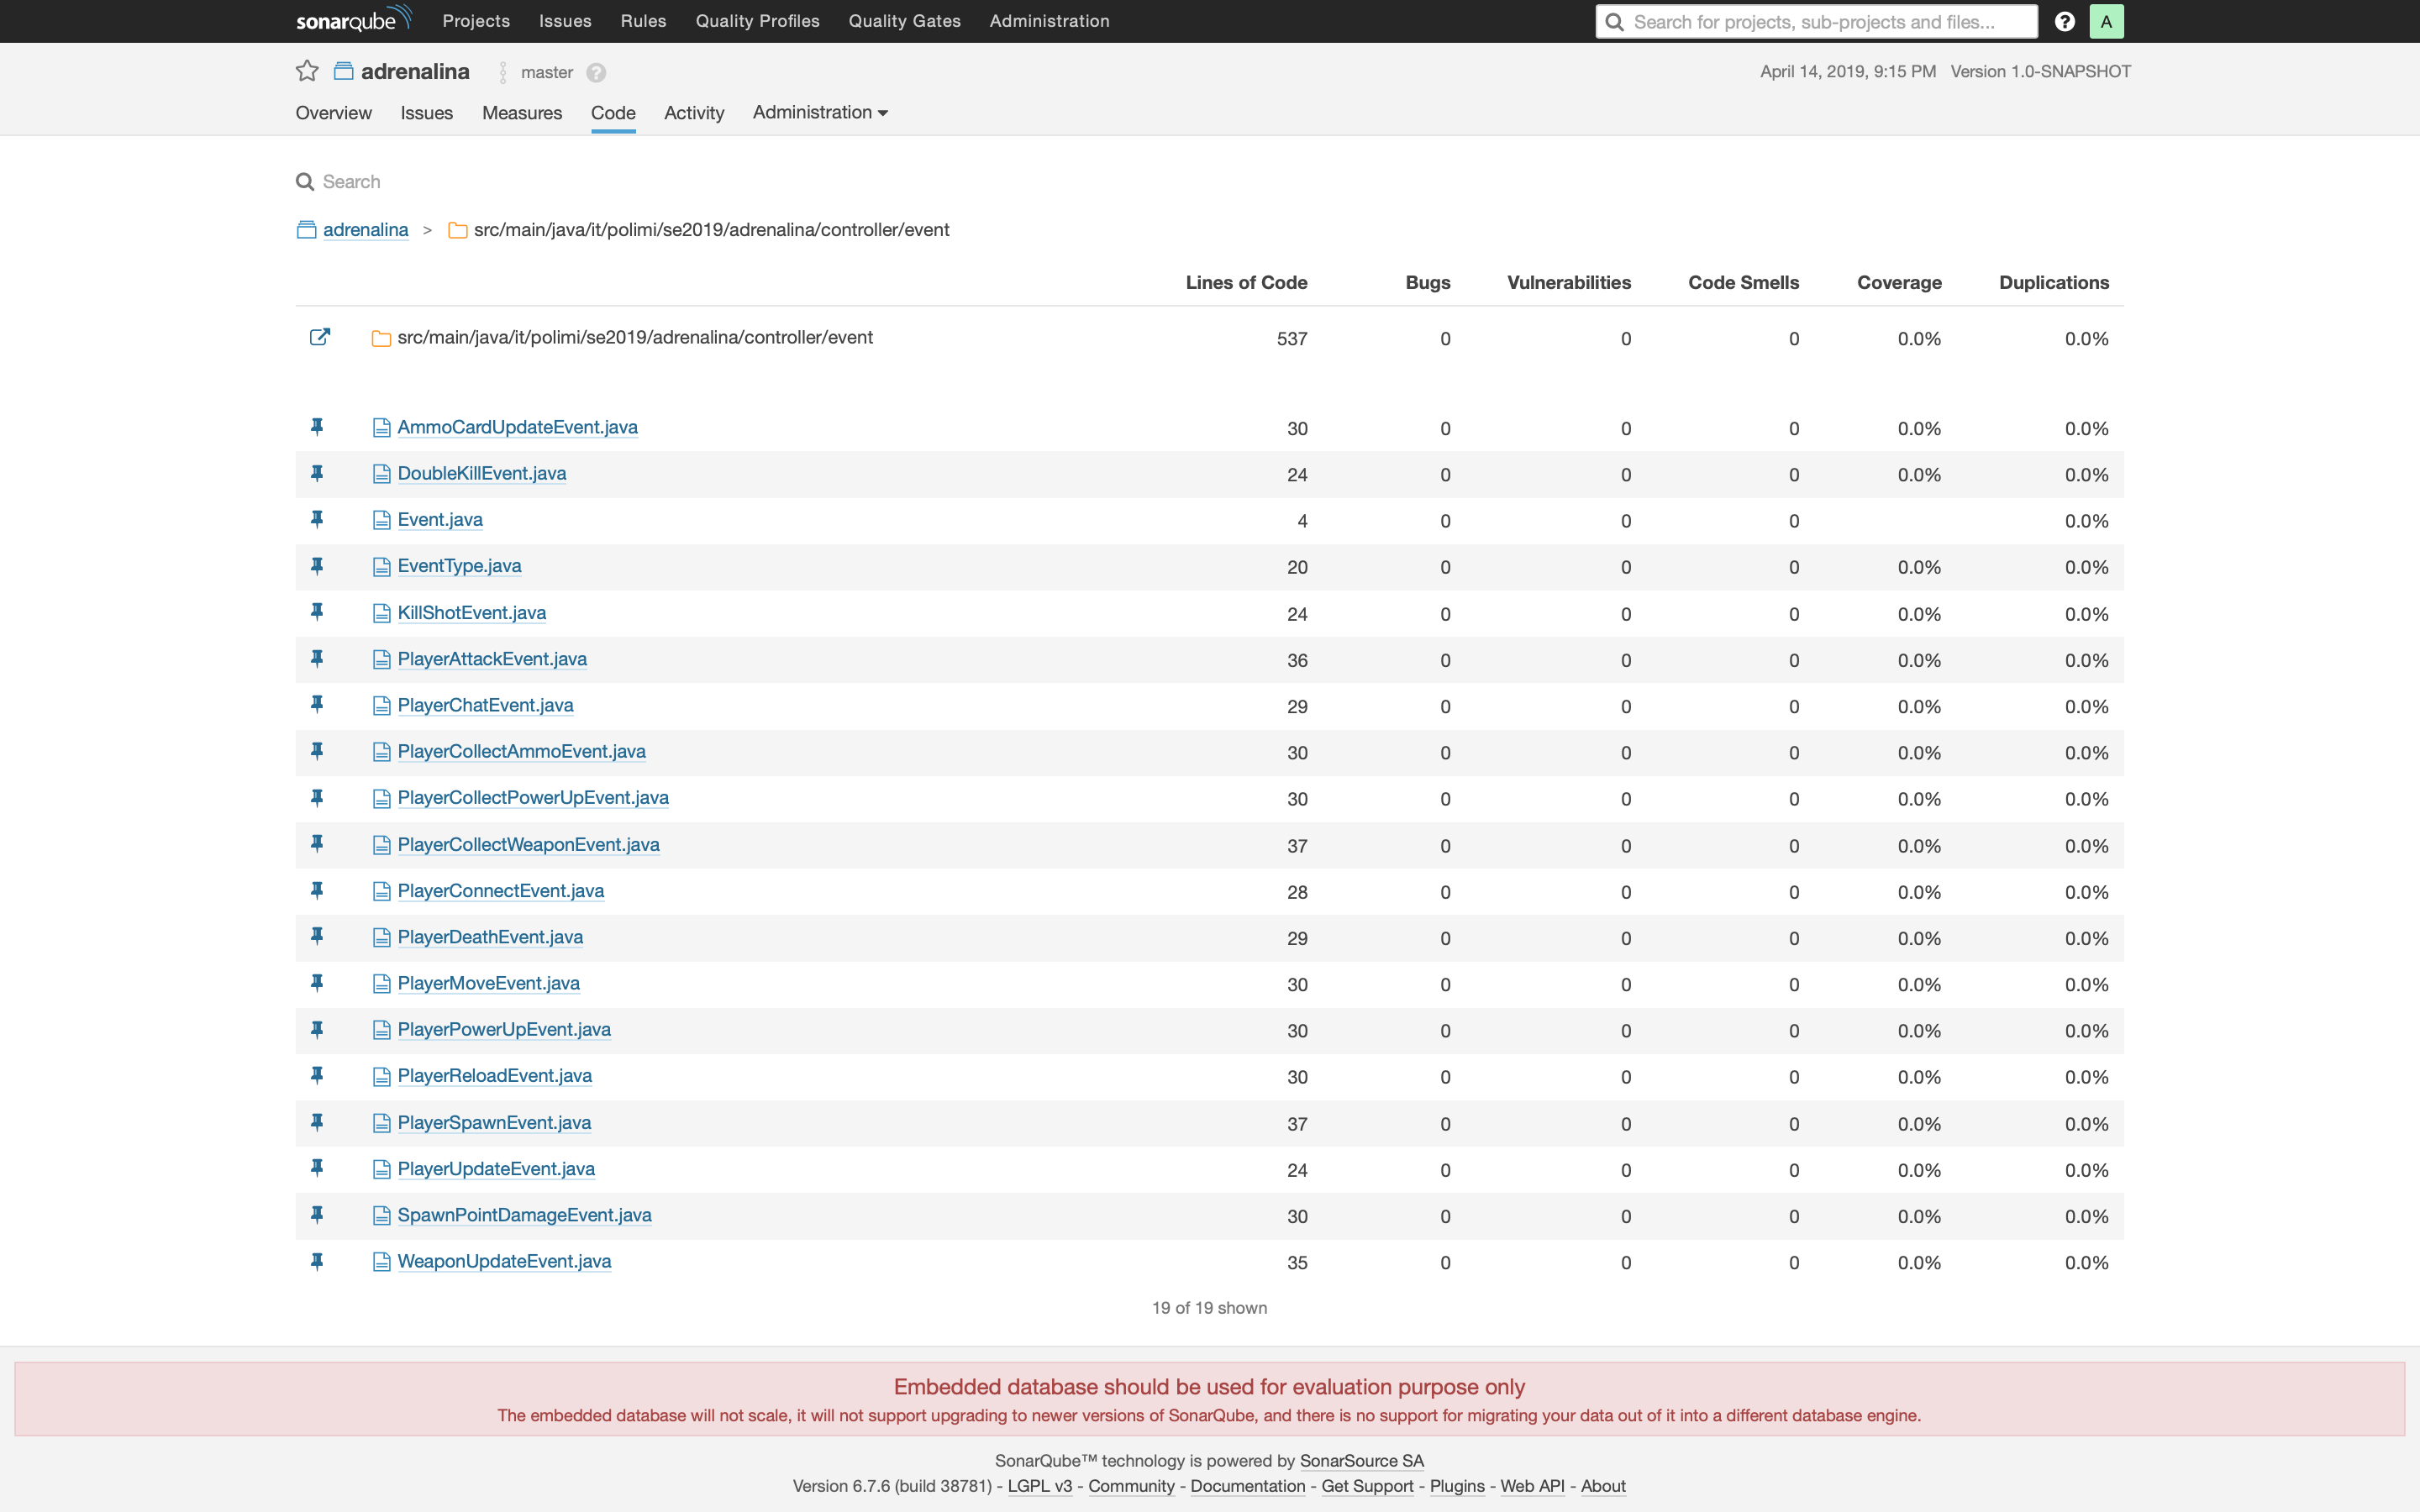 sonarqube Projects Issues Rules Quality Profiles Quality Gates Administration Search for projects, sub-projects and files... ? A
adrenalina master ? April 14, 2019, 9:15 PM Version 1.0-SNAPSHOT
Overview Issues Measures Code Activity Administration
Search
adrenalina > src/main/java/it/polimi/se2019/adrenalina/controller/event
Lines of Code Bugs Vulnerabilities Code Smells Coverage Duplications
src/main/java/it/polimi/se2019/adrenalina/controller/event 537 0 0 0 0.0% 0.0%
AmmoCardUpdateEvent.java 30 0 0 0 0.0% 0.0%
DoubleKillEvent.java 24 0 0 0 0.0% 0.0%
Event.java 4 0 0 0 0.0%
EventType.java 20 0 0 0 0.0% 0.0%
KillShotEvent.java 24 0 0 0 0.0% 0.0%
PlayerAttackEvent.java 36 0 0 0 0.0% 0.0%
PlayerChatEvent.java 29 0 0 0 0.0% 0.0%
PlayerCollectAmmoEvent.java 30 0 0 0 0.0% 0.0%
PlayerCollectPowerUpEvent.java 30 0 0 0 0.0% 0.0%
PlayerCollectWeaponEvent.java 37 0 0 0 0.0% 0.0%
PlayerConnectEvent.java 28 0 0 0 0.0% 0.0%
PlayerDeathEvent.java 29 0 0 0 0.0% 0.0%
PlayerMoveEvent.java 30 0 0 0 0.0% 0.0%
PlayerPowerUpEvent.java 30 0 0 0 0.0% 0.0%
PlayerReloadEvent.java 30 0 0 0 0.0% 0.0%
PlayerSpawnEvent.java 37 0 0 0 0.0% 0.0%
PlayerUpdateEvent.java 24 0 0 0 0.0% 0.0%
SpawnPointDamageEvent.java 30 0 0 0 0.0% 0.0%
WeaponUpdateEvent.java 35 0 0 0 0.0% 0.0%
19 of 19 shown
Embedded database should be used for evaluation purpose only
The embedded database will not scale, it will not support upgrading to newer versions of SonarQube, and there is no support for migrating your data out of it into a different database engine.
SonarQube™ technology is powered by SonarSource SA
Version 6.7.6 (build 38781) - LGPL v3 - Community - Documentation - Get Support - Plugins - Web API - About